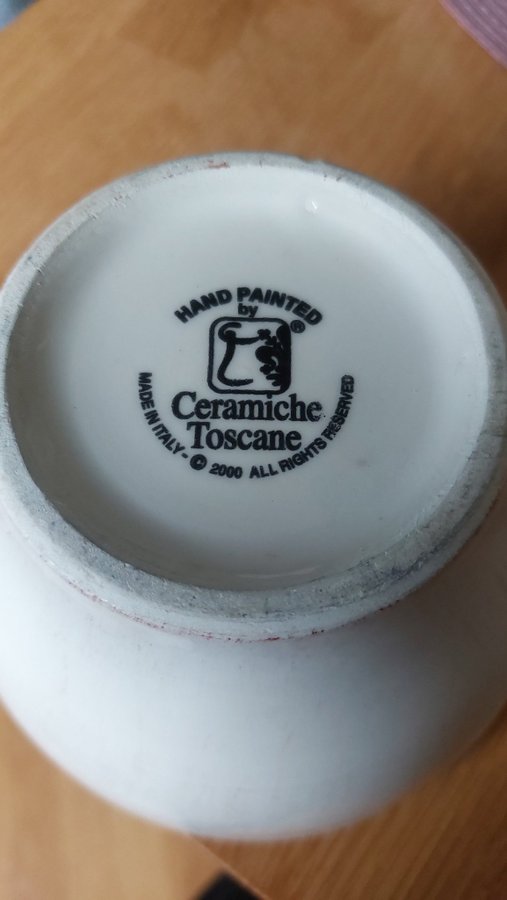 HAND PAINTED
by
®
Ceramiche
Toscane
MADE IN ITALY - © 2000 ALL RIGHTS RESERVED